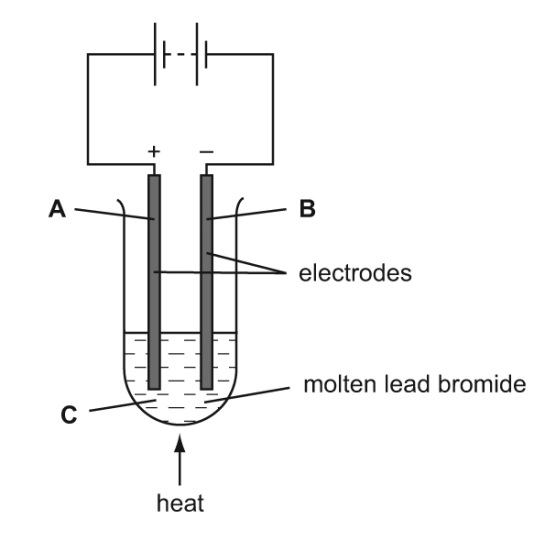 +
–
A
B
electrodes
molten lead bromide
C
heat